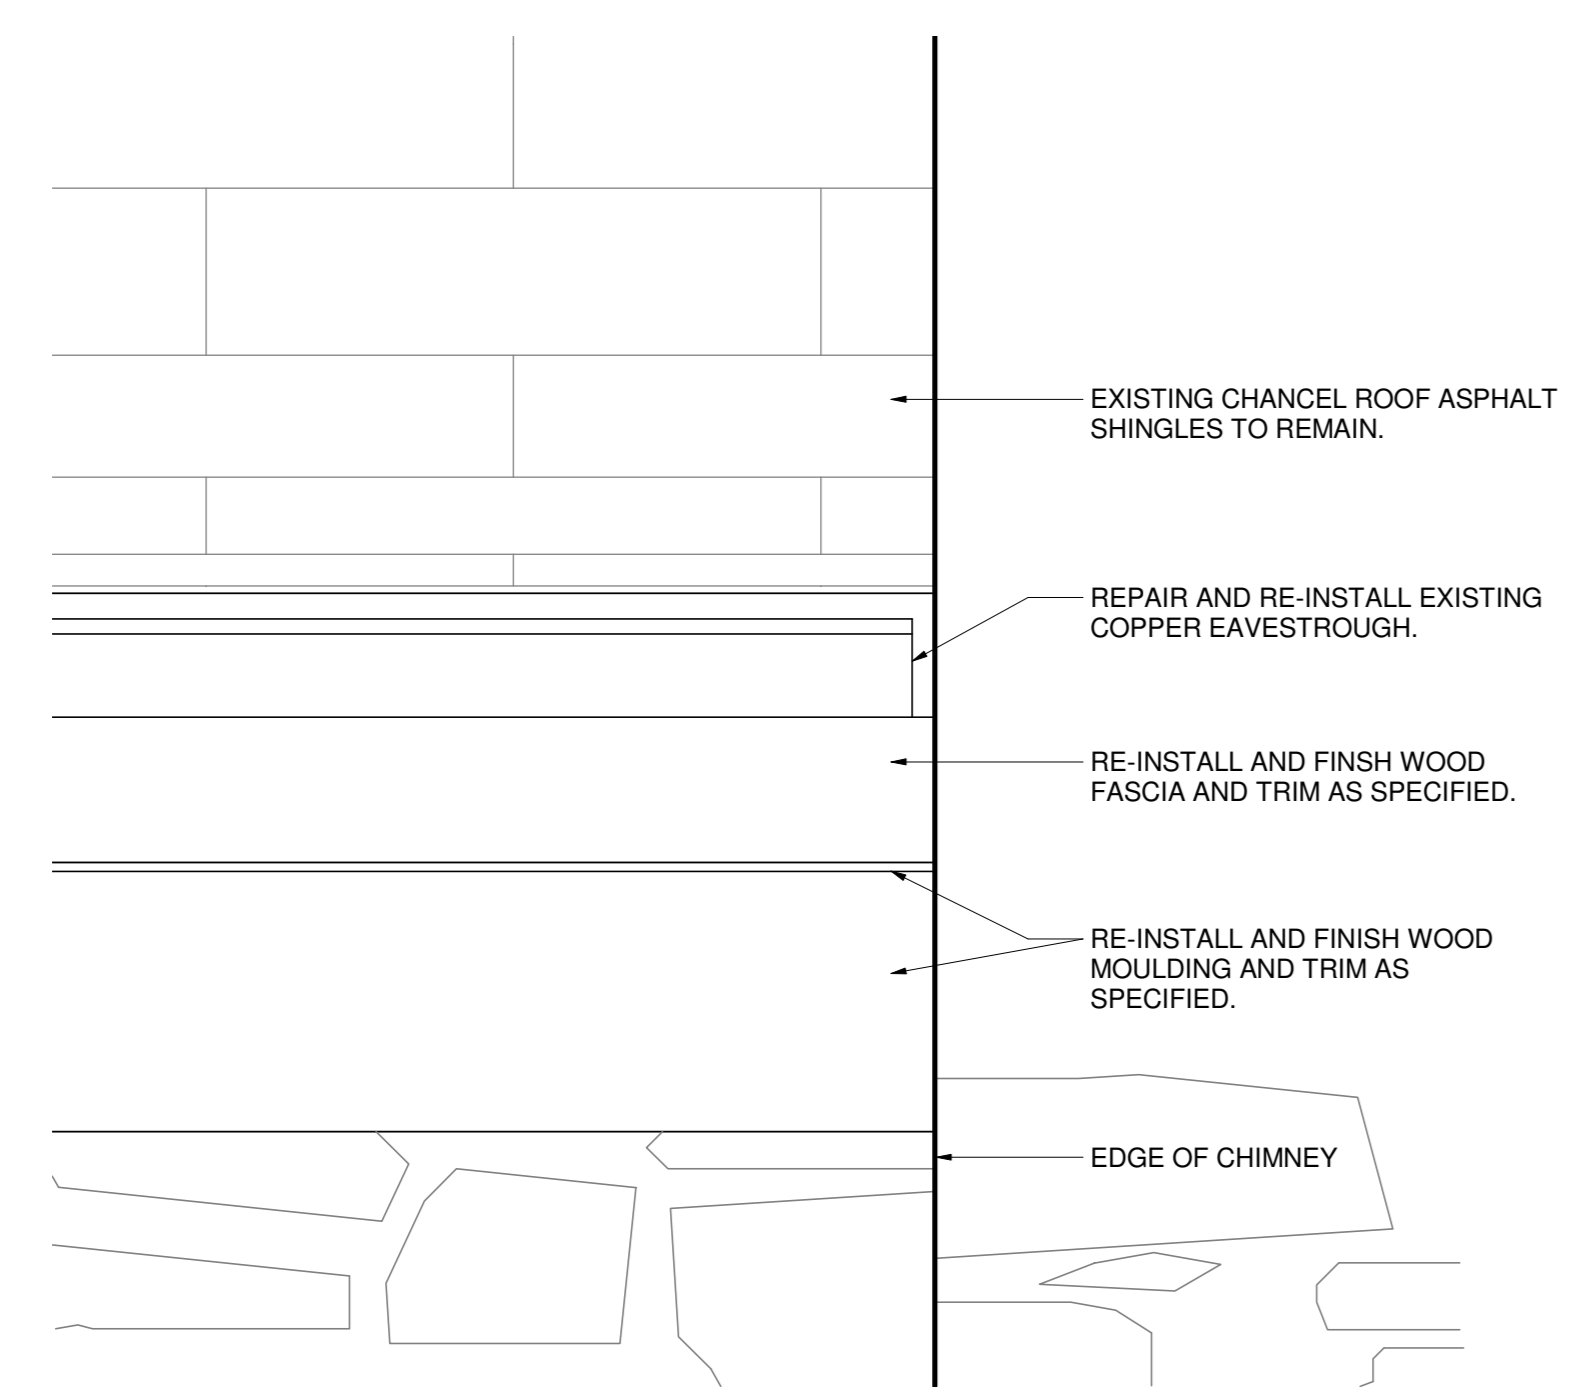 EXISTING CHANCEL ROOF ASPHALT
SHINGLES TO REMAIN.
REPAIR AND RE-INSTALL EXISTING
COPPER EAVESTROUGH.
RE-INSTALL AND FINSH WOOD
FASCIA AND TRIM AS SPECIFIED.
RE-INSTALL AND FINISH WOOD
MOULDING AND TRIM AS
SPECIFIED.
EDGE OF CHIMNEY